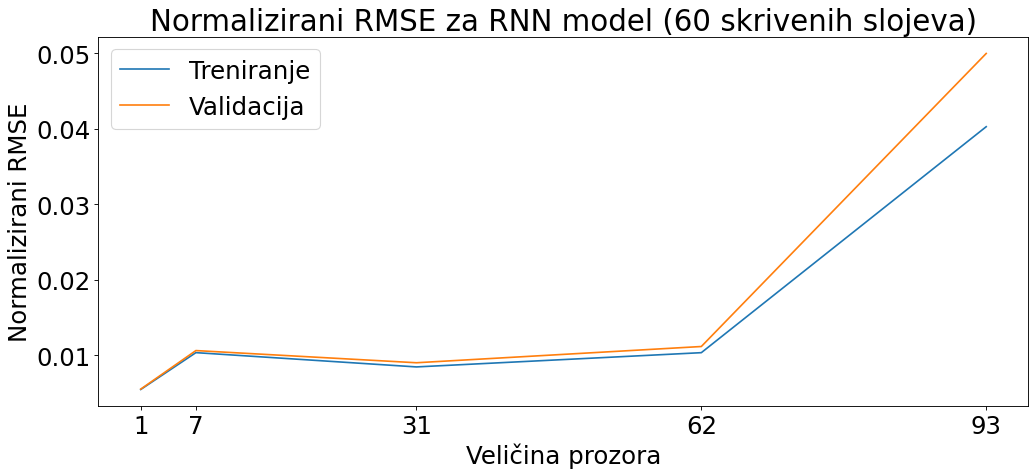 Normalizirani RMSE za RNN model (60 skrivenih slojeva)
Treniranje
Validacija
Normalizirani RMSE
0.05
0.04
0.03
0.02
0.01
1 7 31 62 93
Veličina prozora